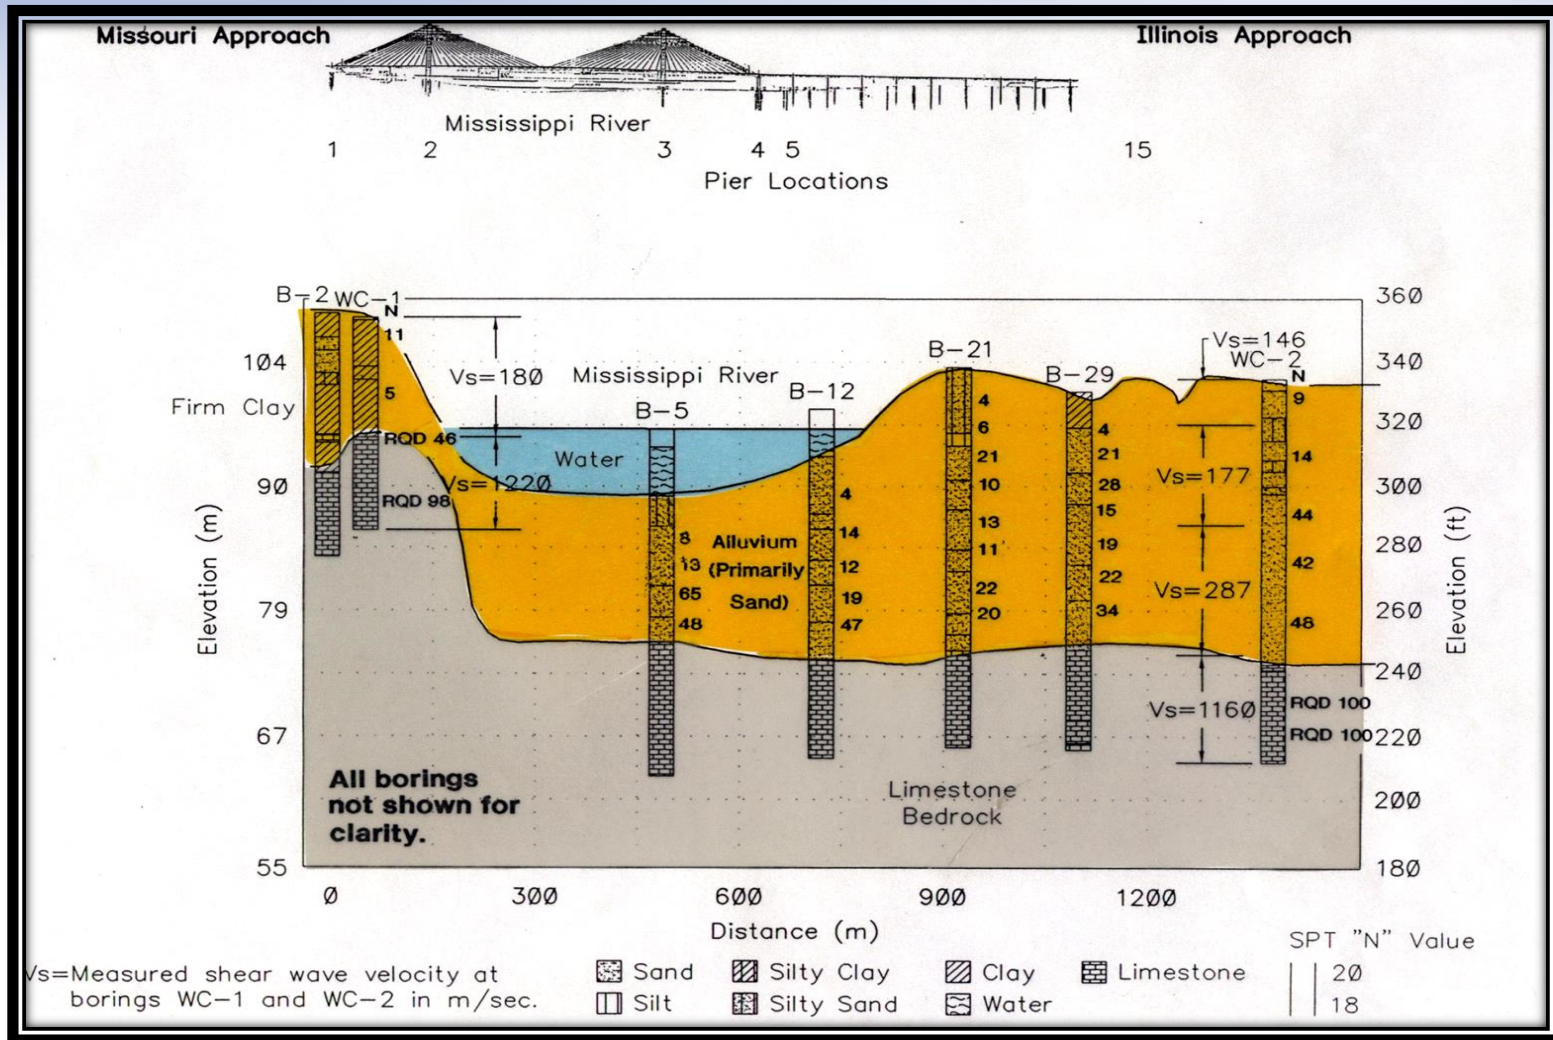 Missouri Approach
Illinois Approach
Mississippi River
1 2 3 4 5 15
Pier Locations
B-2 WC-1
N
11
5
RQD 46
RQD 98
Vs=180
Vs=1220
Mississippi River
B-5
Water
8
13
65
48
B-12
4
14
12
19
47
Alluvium
(Primarily
Sand)
B-21
4
6
21
10
13
11
22
20
B-29
4
21
28
15
19
22
34
Vs=146
WC-2
N
9
14
44
42
48
RQD 100
RQD 100
Vs=177
Vs=287
Vs=1160
104
Firm Clay
90
79
67
55
Elevation (m)
360
340
320
300
280
260
240
220
200
180
Elevation (ft)
All borings
not shown for
clarity.
Limestone
Bedrock
0 300 600 900 1200
Distance (m)
Vs=Measured shear wave velocity at
borings WC-1 and WC-2 in m/sec.
Sand Silty Clay Clay Limestone
Silt Silty Sand Water
SPT "N" Value
20
18